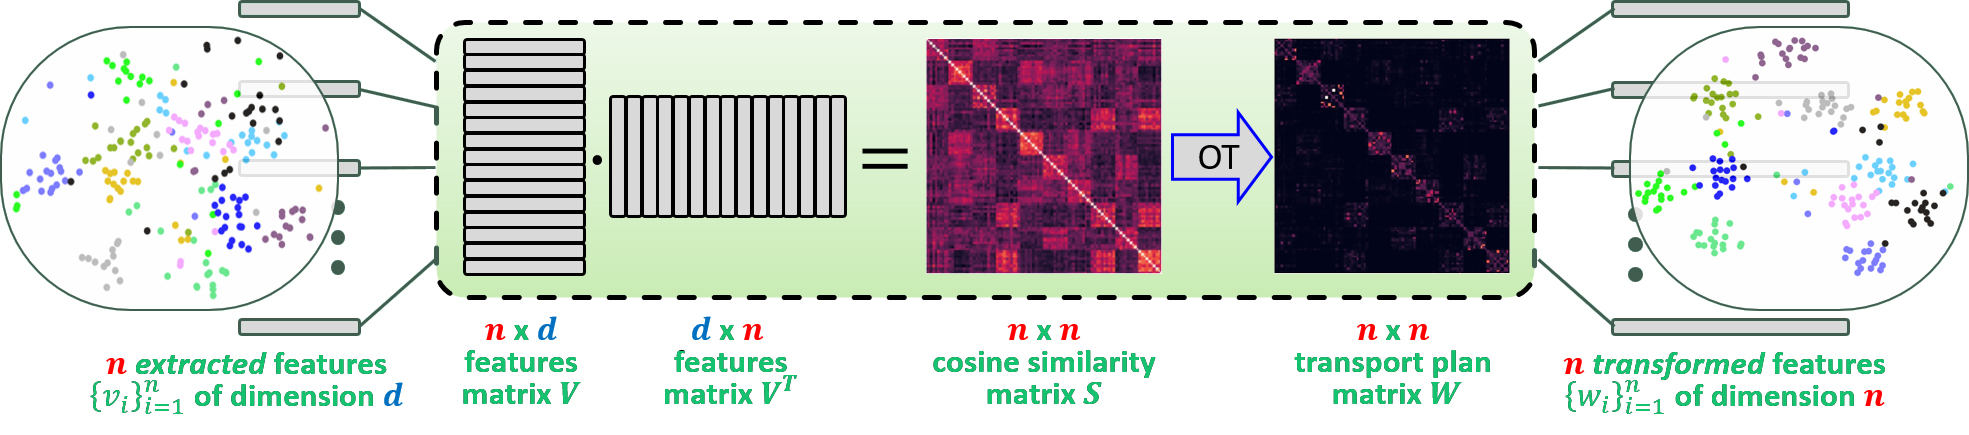 =
OT
n extracted features
{v_i}_{i=1}^n of dimension d
n x d
features
matrix V
d x n
features
matrix V^T
n x n
cosine similarity
matrix S
n x n
transport plan
matrix W
n transformed features
{w_i}_{i=1}^n of dimension n